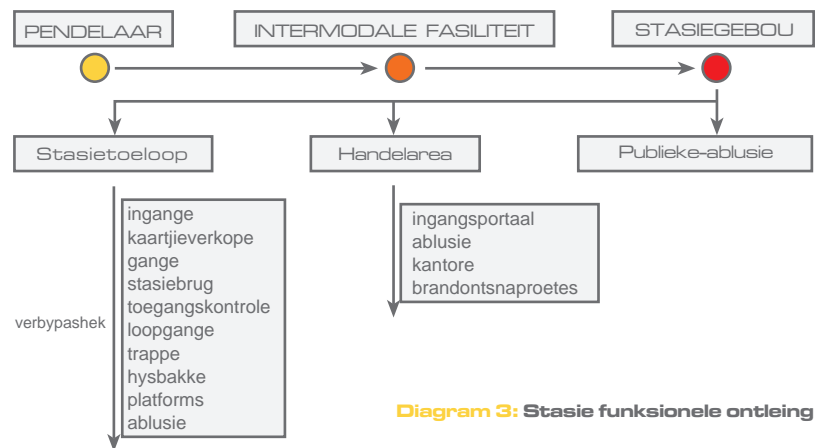 PENDELAAR
INTERMODALE FASILITEIT
STASIEGEBOU
Stasietoeloop
Handelarea
Publieke-ablusie
verbypashek
ingange
kaartjieverkope
gange
stasiebrug
toegangskontrole
loopgange
trappe
hysbakke
platforms
ablusie
ingangsportaal
ablusie
kantore
brandontsnaproetes
Diagram 3: Stasie funksionele ontleing